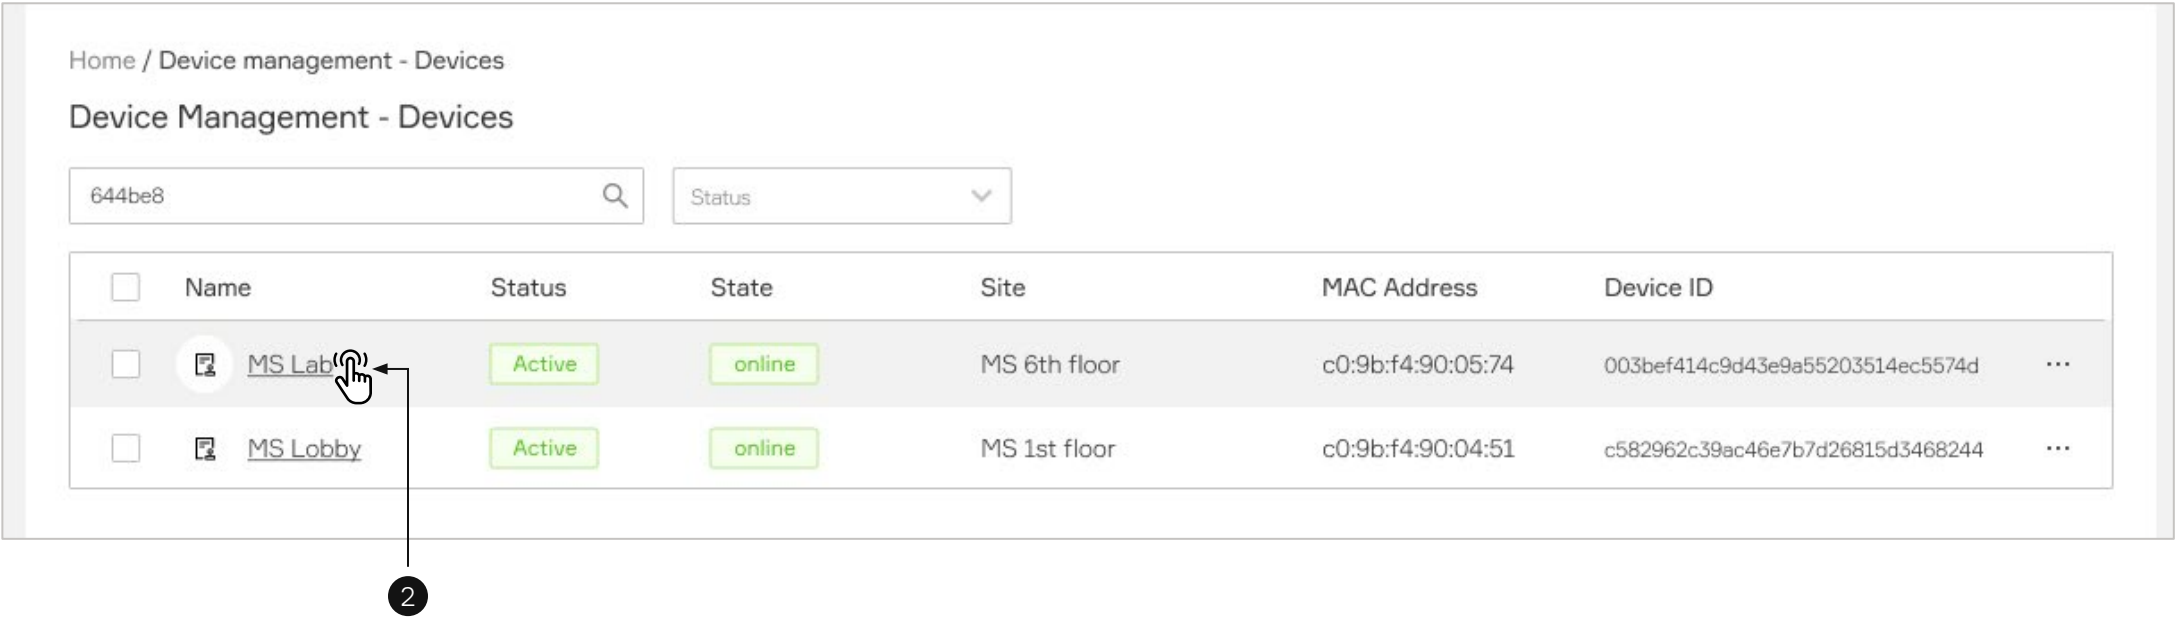 Home / Device management - Devices
Device Management - Devices
644be8 Status
Name Status State Site MAC Address Device ID
MS Lab Active online MS 6th floor c0:9b:f4:90:05:74 003bef414c9d43e9a55203514ec5574d ...
MS Lobby Active online MS 1st floor c0:9b:f4:90:04:51 c582962c39ac46e7b7d26815d3468244 ...
2